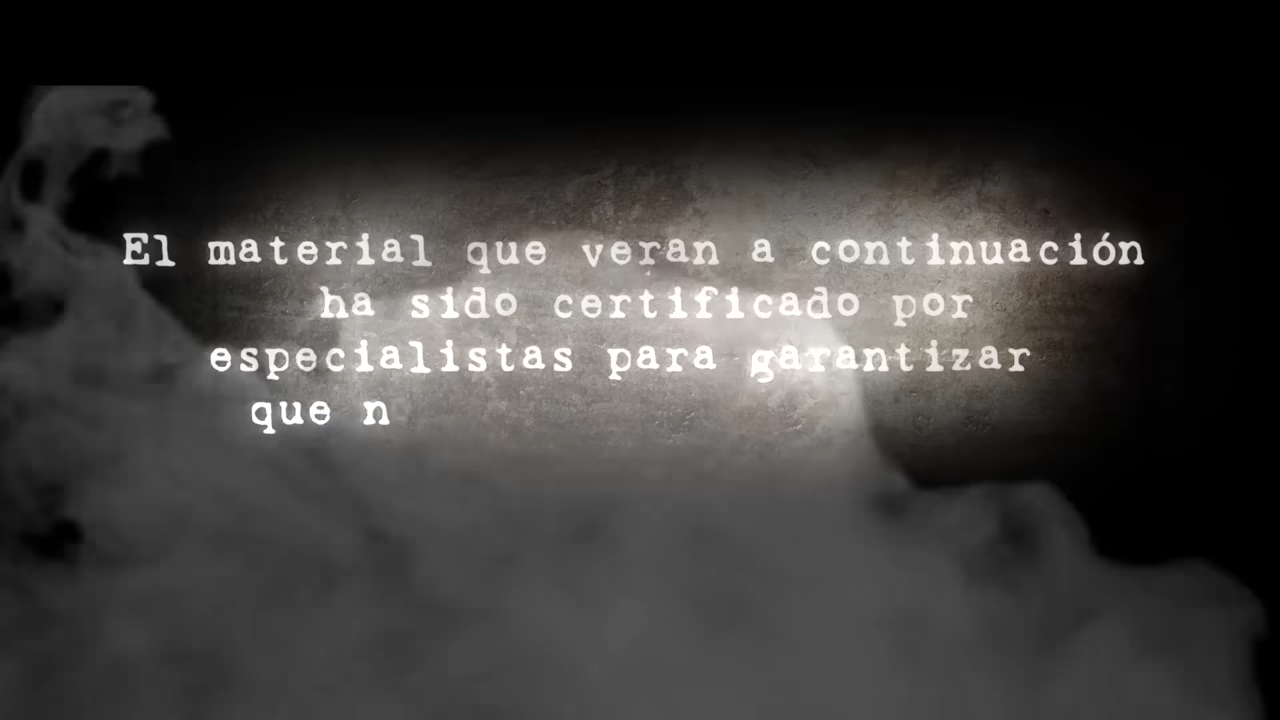 El material que veran a continuación
ha sido certificado por
especialistas para garantizar
que n